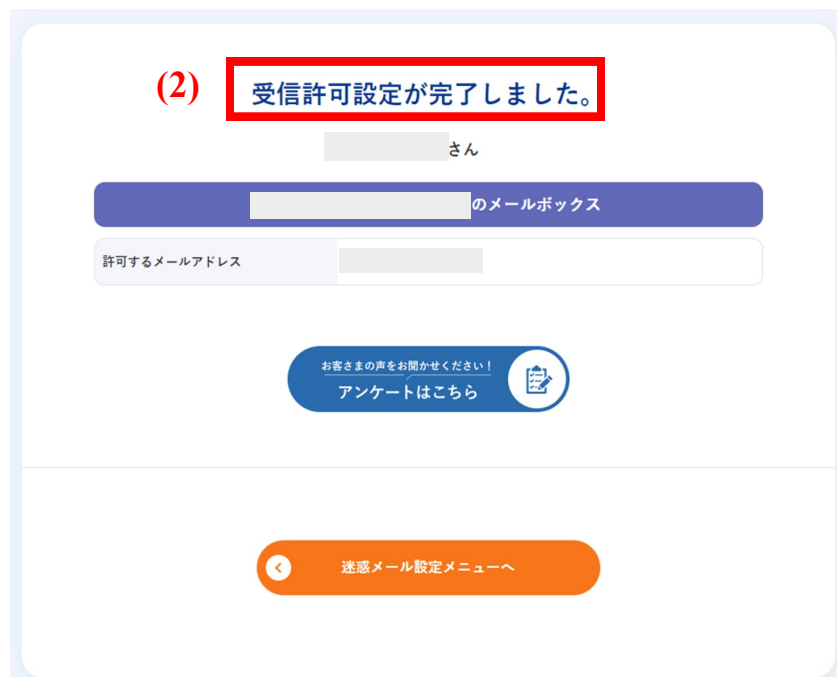 (2) 受信許可設定が完了しました。
さん
のメールボックス
許可するメールアドレス
お客さまの声をお聞かせください！
アンケートはこちら
迷惑メール設定メニューへ